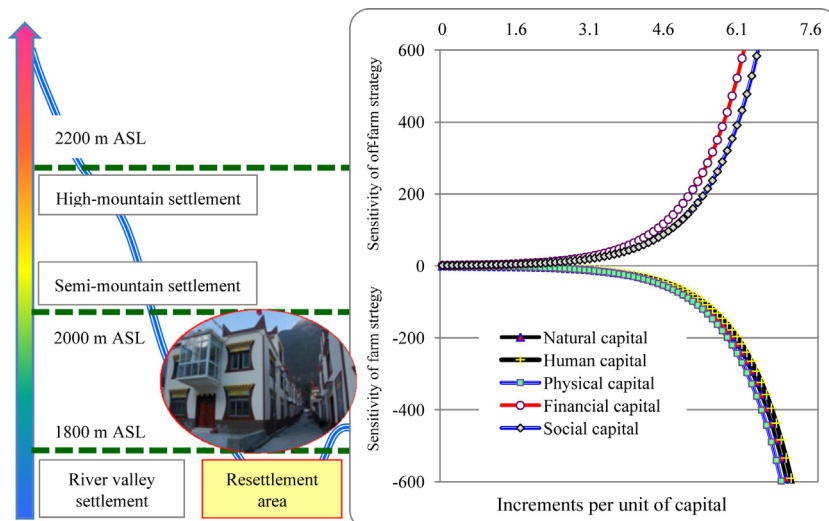 2200 m ASL
High-mountain settlement
Semi-mountain settlement
2000 m ASL
1800 m ASL
River valley
settlement
Resettlement
area
0 1.6 3.1 4.6 6.1 7.6
600
400
200
0
-200
-400
-600
Sensitivity of off-farm strategy
Sensitivity of farm strtegy
Natural capital
Human capital
Physical capital
Financial capital
Social capital
Increments per unit of capital